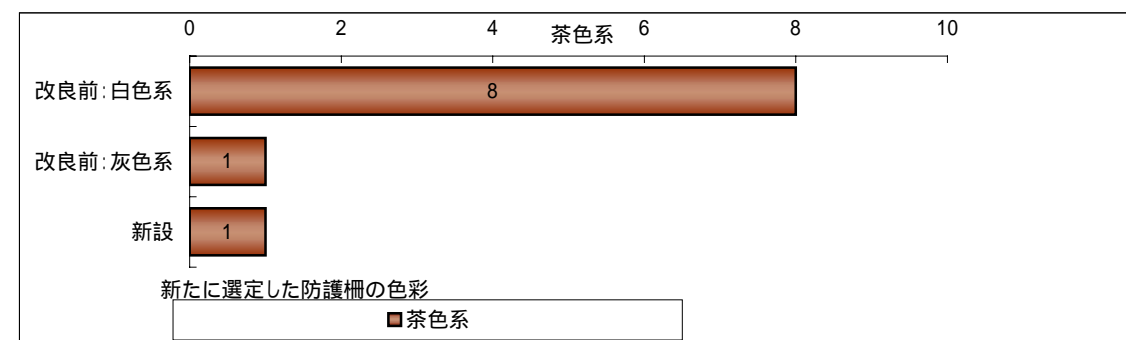 0 2 4 6 8 10
茶色系
改良前:白色系 8
改良前:灰色系 1
新設 1
新たに選定した防護柵の色彩
茶色系